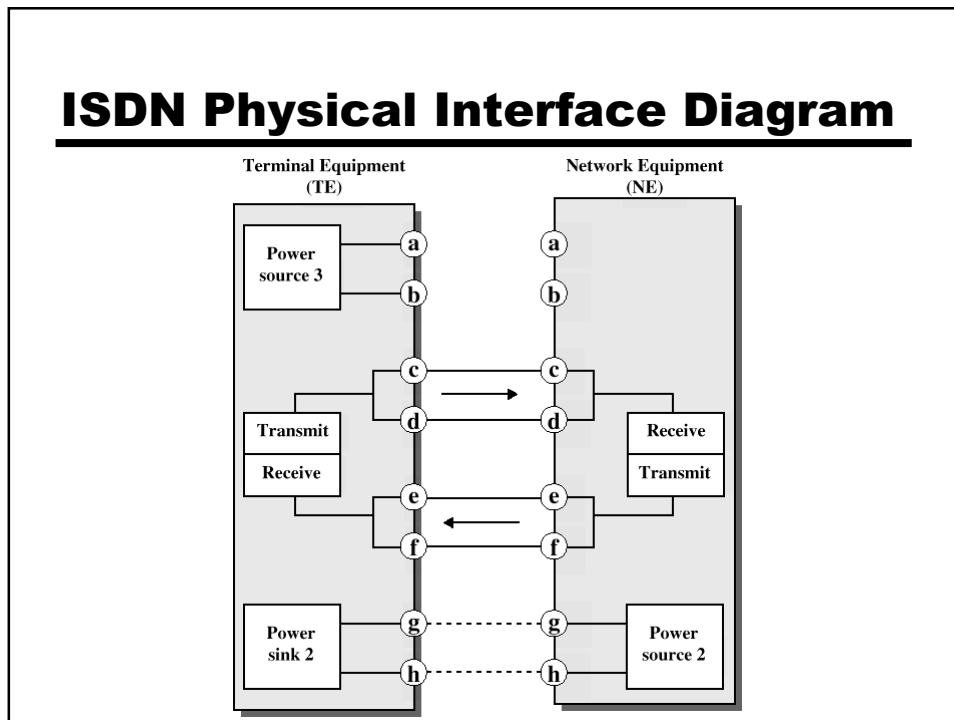 ISDN Physical Interface Diagram
Terminal Equipment
(TE)
Network Equipment
(NE)
Power
source 3
a
b
a
b
c
d
c
d
Transmit
Receive
Receive
Transmit
e
f
e
f
Power
sink 2
g
h
g
h
Power
source 2